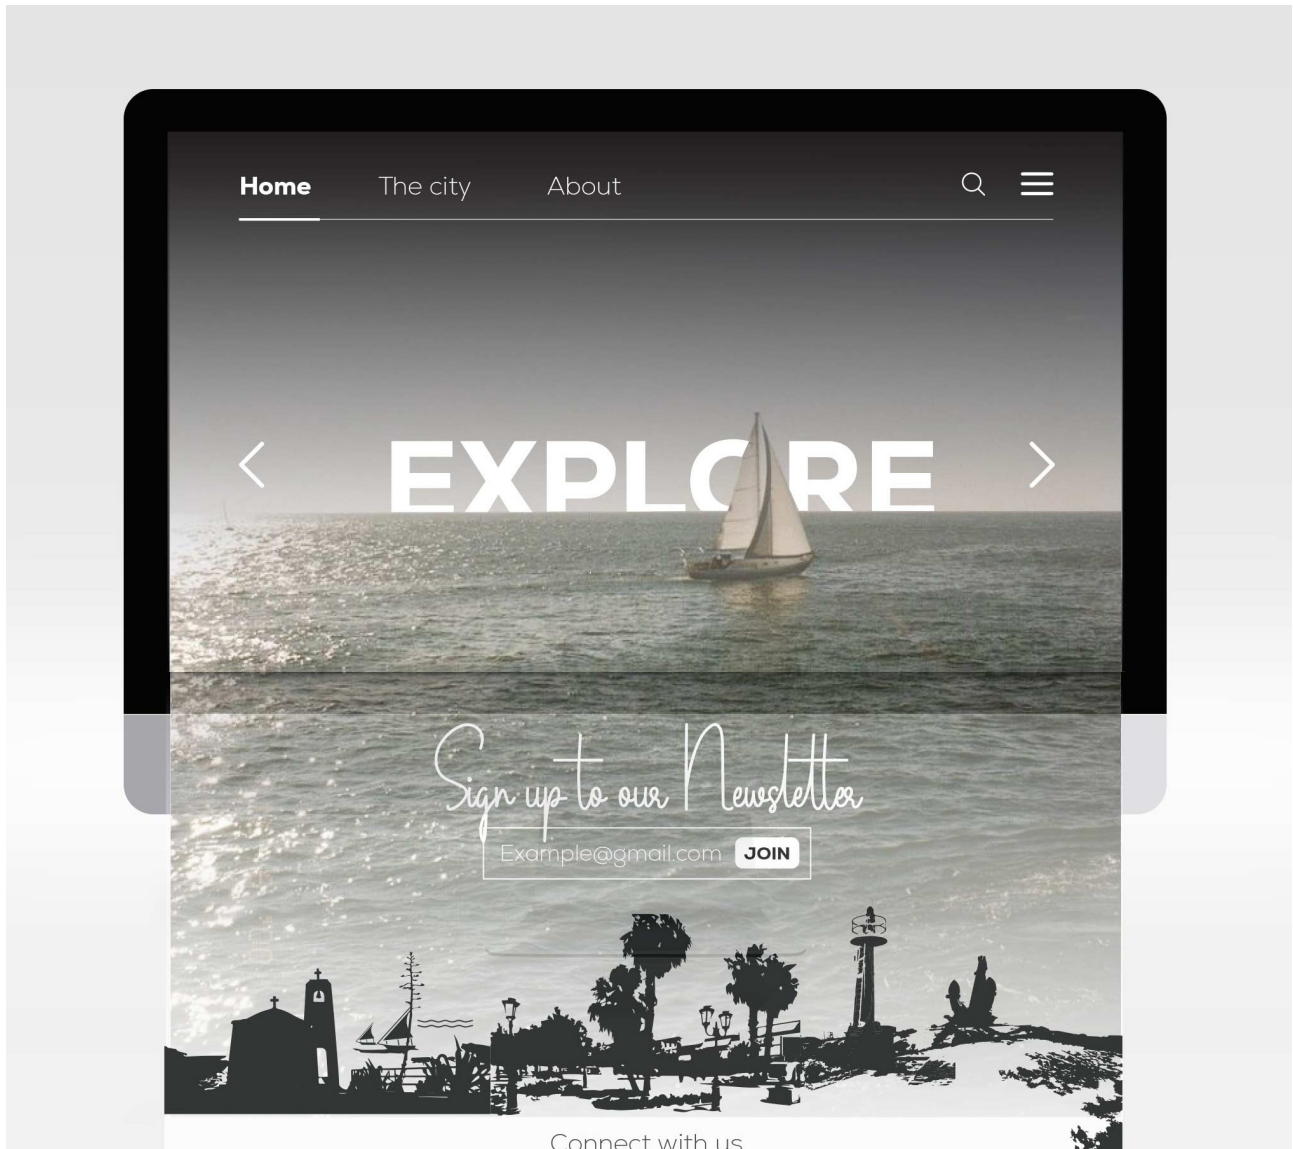 Home The city About
EXPLORE
Sign up to our Newsletter
Example@gmail.com JOIN
Connect with us